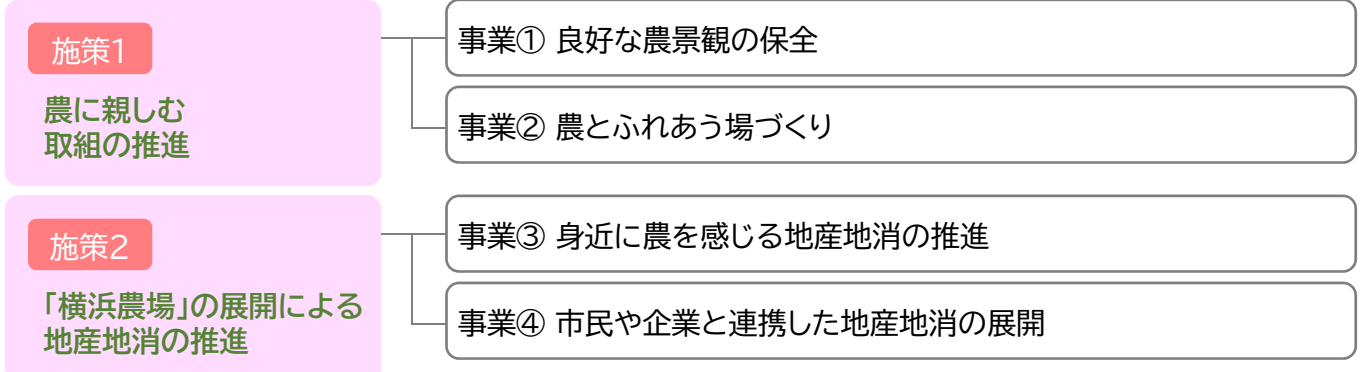 施策1
農に親しむ
取組の推進
事業① 良好な農景観の保全
事業② 農とふれあう場づくり
施策2
「横浜農場」の展開による
地産地消の推進
事業③ 身近に農を感じる地産地消の推進
事業④ 市民や企業と連携した地産地消の展開